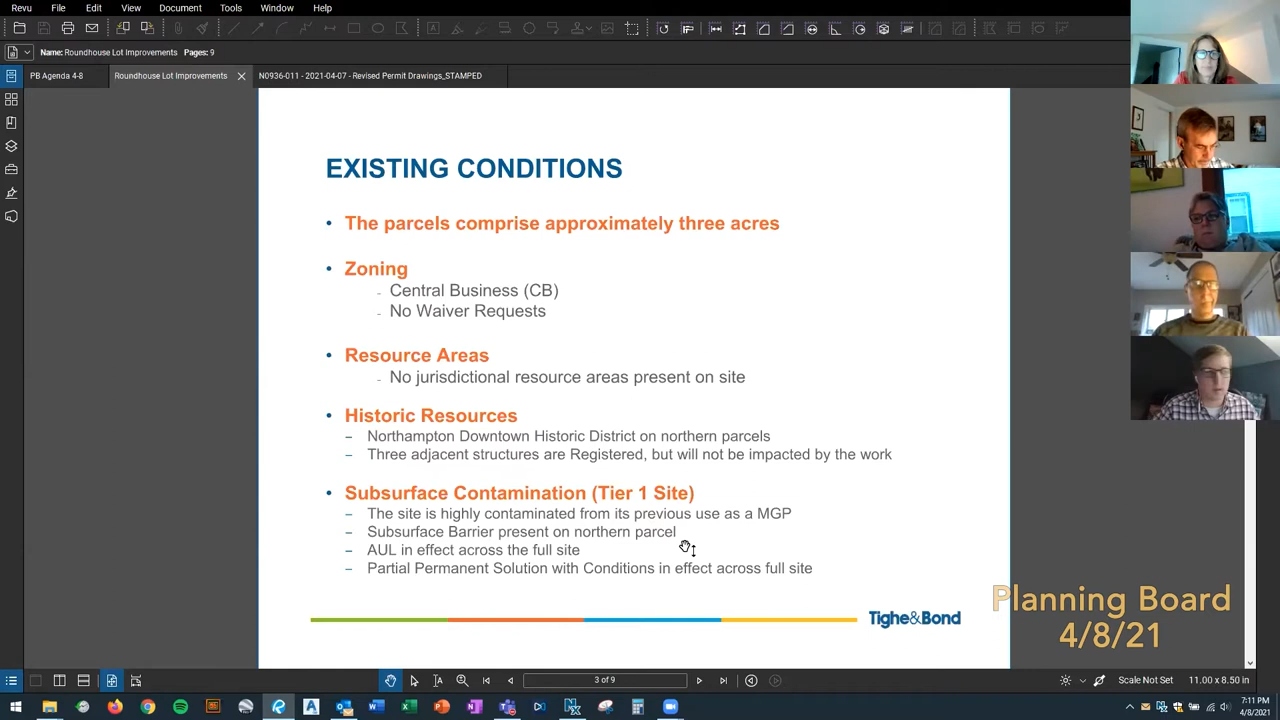 Revu File Edit View Document Tools Window Help
Name: Roundhouse Lot Improvements Pages: 9
PB Agenda 4-8 Roundhouse Lot Improvements N0936-011 - 2021-04-07 - Revised Permit Drawings_STAMPED
EXISTING CONDITIONS
• The parcels comprise approximately three acres
• Zoning
- Central Business (CB)
- No Waiver Requests
• Resource Areas
- No jurisdictional resource areas present on site
• Historic Resources
– Northampton Downtown Historic District on northern parcels
– Three adjacent structures are Registered, but will not be impacted by the work
• Subsurface Contamination (Tier 1 Site)
– The site is highly contaminated from its previous use as a MGP
– Subsurface Barrier present on northern parcel
– AUL in effect across the full site
– Partial Permanent Solution with Conditions in effect across full site
Tighe&Bond
Planning Board
4/8/21
3 of 9
Scale Not Set 11.00 x 8.50 in
7:11 PM
4/8/2021